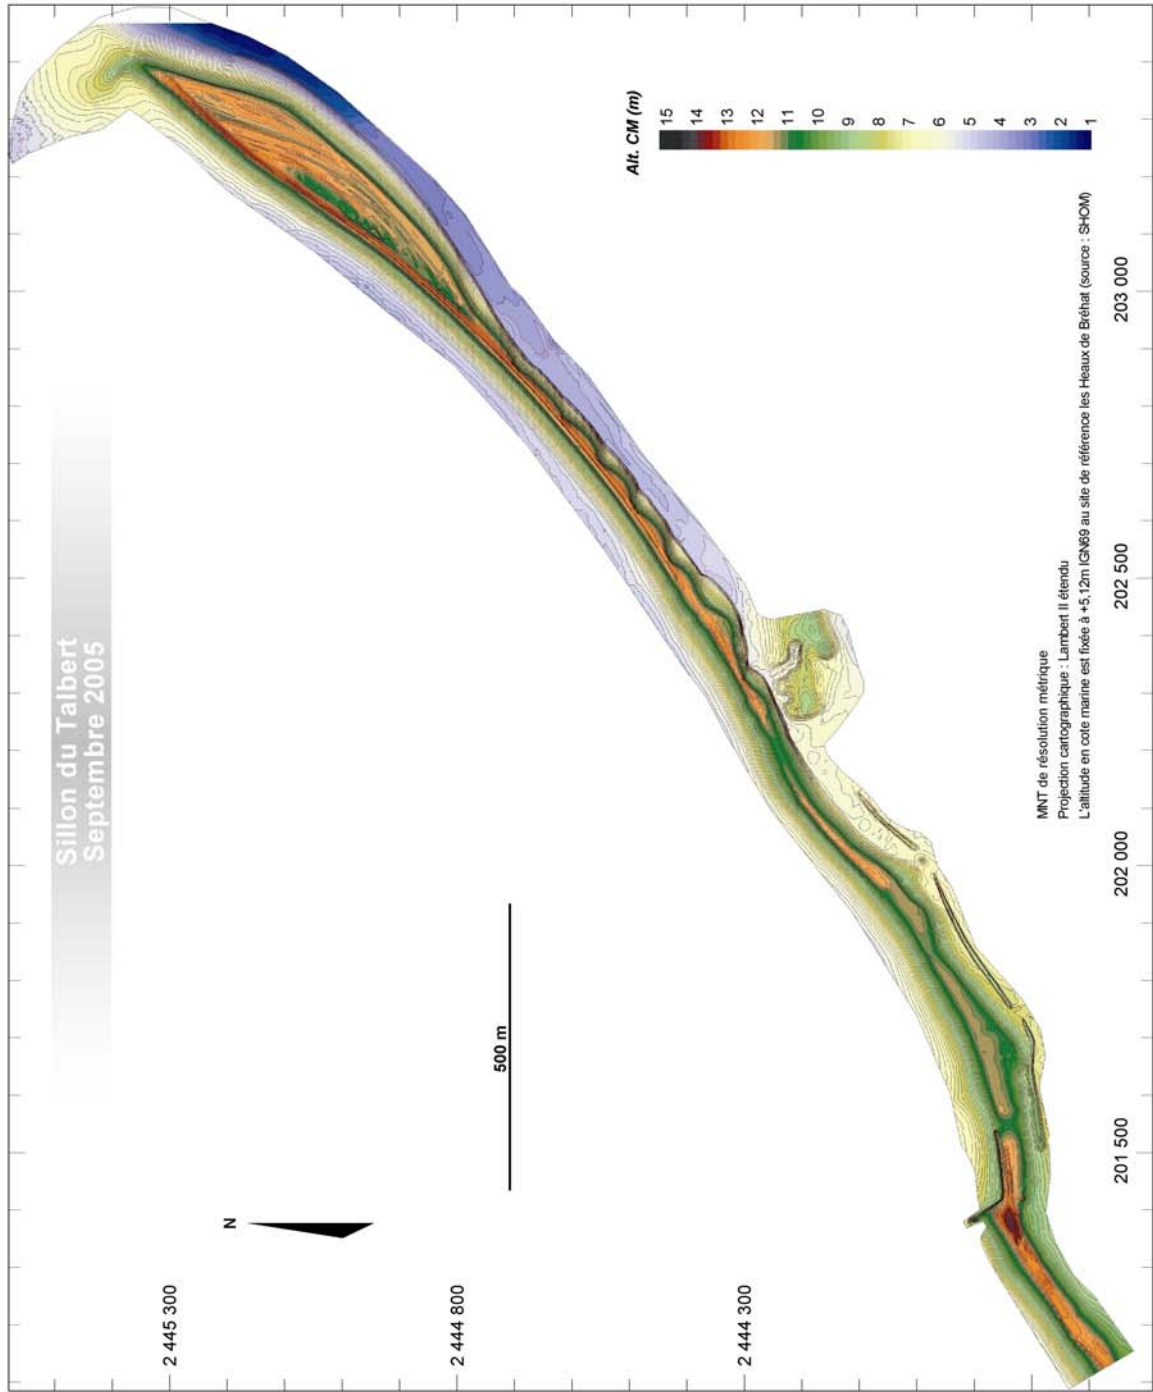 Sillon du Talbert
Septembre 2005
Alt. CM (m)
15
14
13
12
11
10
9
8
7
6
5
4
3
2
1
N
500 m
2 445 300
2 444 800
2 444 300
MNT de résolution métrique
Projection cartographique : Lambert II étendu
L'altitude en cote marine est fixée à +5,12m IGN69 au site de référence les Heaux de Bréhat (source : SHOM)
201 500
202 000
202 500
203 000